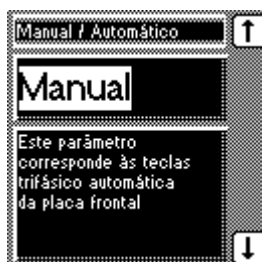 Manual / Automático
Manual
Este parâmetro
corresponde às teclas
trifásico automática
da placa frontal